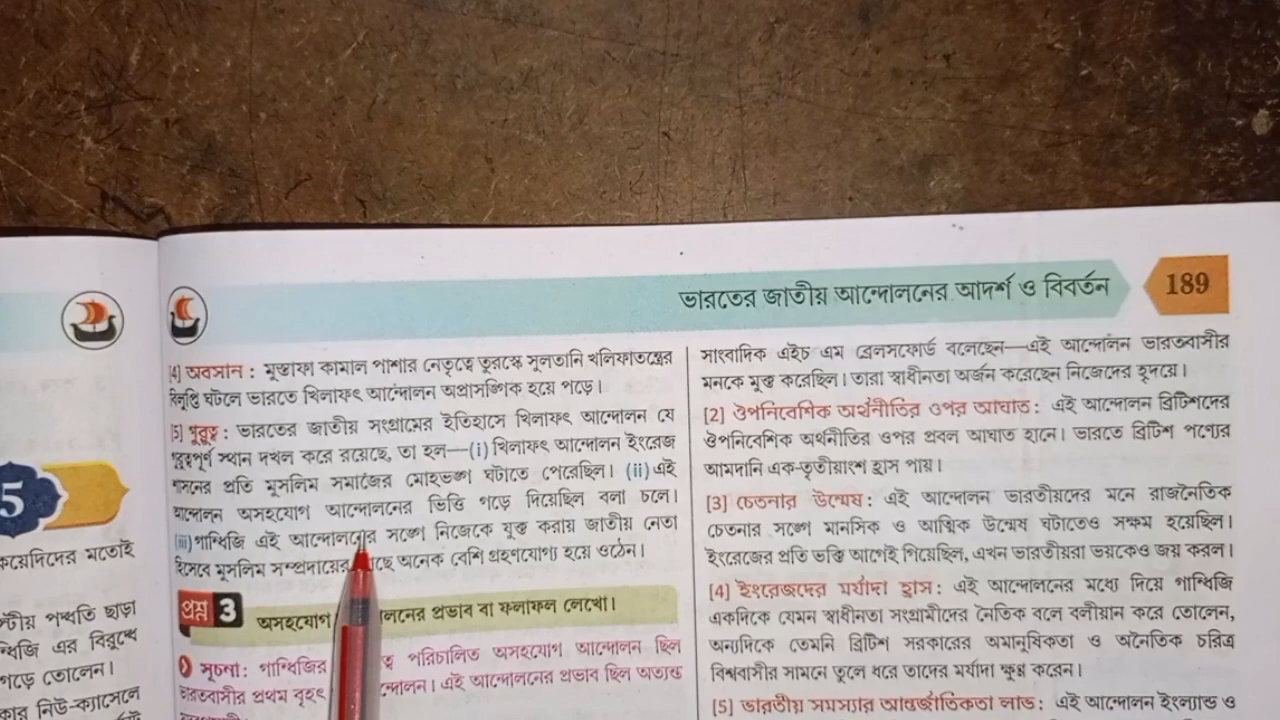 ভারতের জাতীয় আন্দোলনের আদর্শ ও বিবর্তন
189
5
কয়েদিদের মতোই
পদ্ধতি ছাড়া
এর বিরুদ্ধে
গড়ে তোলেন।
নিউ-ক্যাসেলে
[4] অবসান : মুস্তাফা কামাল পাশার নেতৃত্বে তুরস্কে সুলতানি খলিফাতন্ত্রের
বিলুপ্তি ঘটলে ভারতে খিলাফৎ আন্দোলন অপ্রাসঙ্গিক হয়ে পড়ে।
[5] গুরুত্ব : ভারতের জাতীয় সংগ্রামের ইতিহাসে খিলাফৎ আন্দোলন যে
গুরুত্বপূর্ণ স্থান দখল করে রয়েছে, তা হল—(i) খিলাফৎ আন্দোলন ইংরেজ
শাসনের প্রতি মুসলিম সমাজের মোহভঙ্গ ঘটাতে পেরেছিল। (ii) এই
আন্দোলন অসহযোগ আন্দোলনের ভিত্তি গড়ে দিয়েছিল বলা চলে।
(iii) গান্ধিজি এই আন্দোলনের সঙ্গে নিজেকে যুক্ত করায় জাতীয় নেতা
হিসেবে মুসলিম সম্প্রদায়ের অনেক বেশি গ্রহণযোগ্য হয়ে ওঠেন।
প্রশ্ন 3 অসহযোগ লনের প্রভাব বা ফলাফল লেখো।
সূচনা : গান্ধিজির পরিচালিত অসহযোগ আন্দোলন ছিল
ভারতবাসীর প্রথম বৃহৎ ন্দোলন। এই আন্দোলনের প্রভাব ছিল অত্যন্ত
সাংবাদিক এইচ এম ব্রেলসফোর্ড বলেছেন—এই আন্দোলন ভারতবাসীর
মনকে মুক্ত করেছিল। তারা স্বাধীনতা অর্জন করেছেন নিজেদের হৃদয়ে।
[2] ঔপনিবেশিক অর্থনীতির ওপর আঘাত : এই আন্দোলন ব্রিটিশদের
ঔপনিবেশিক অর্থনীতির ওপর প্রবল আঘাত হানে। ভারতে ব্রিটিশ পণ্যের
আমদানি এক-তৃতীয়াংশ হ্রাস পায়।
[3] চেতনার উন্মেষ : এই আন্দোলন ভারতীয়দের মনে রাজনৈতিক
চেতনার সঙ্গে মানসিক ও আত্মিক উন্মেষ ঘটাতেও সক্ষম হয়েছিল।
ইংরেজের প্রতি ভক্তি আগেই গিয়েছিল, এখন ভারতীয়রা ভয়কেও জয় করল।
[4] ইংরেজদের মর্যাদা হ্রাস : এই আন্দোলনের মধ্যে দিয়ে গান্ধিজি
একদিকে যেমন স্বাধীনতা সংগ্রামীদের নৈতিক বলে বলীয়ান করে তোলেন,
অন্যদিকে তেমনি ব্রিটিশ সরকারের অমানুষিকতা ও অনৈতিক চরিত্র
বিশ্ববাসীর সামনে তুলে ধরে তাদের মর্যাদা ক্ষুণ্ণ করেন।
[5] ভারতীয় সমস্যার আন্তর্জাতিকতা লাভ : এই আন্দোলন ইংল্যান্ড ও